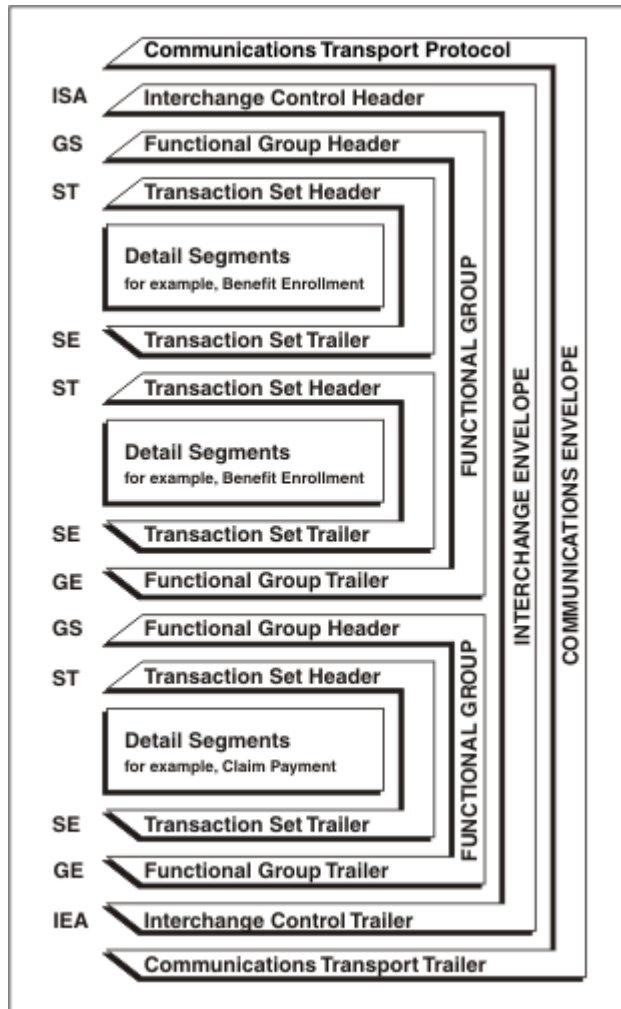 Communications Transport Protocol
ISA Interchange Control Header
GS Functional Group Header
ST Transaction Set Header
Detail Segments
for example, Benefit Enrollment
SE Transaction Set Trailer
ST Transaction Set Header
Detail Segments
for example, Benefit Enrollment
SE Transaction Set Trailer
GE Functional Group Trailer
FUNCTIONAL GROUP
GS Functional Group Header
ST Transaction Set Header
Detail Segments
for example, Claim Payment
SE Transaction Set Trailer
GE Functional Group Trailer
FUNCTIONAL GROUP
IEA Interchange Control Trailer
INTERCHANGE ENVELOPE
Communications Transport Trailer
COMMUNICATIONS ENVELOPE